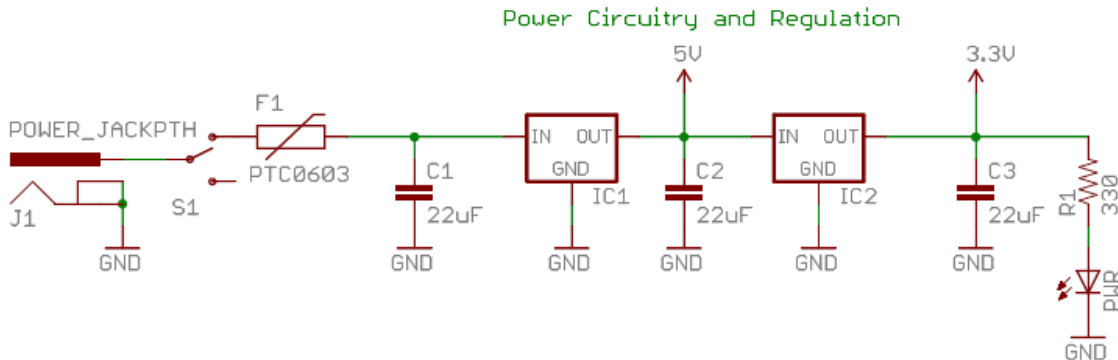 Power Circuitry and Regulation
5V
3.3V
F1
POWER_JACKPTH
IN OUT
GND
IN OUT
GND
C1
C2
C3
PTC0603
IC1
IC2
R1
330
S1
J1
22uF
22uF
22uF
GND
GND
GND
GND
GND
GND
PWR
GND